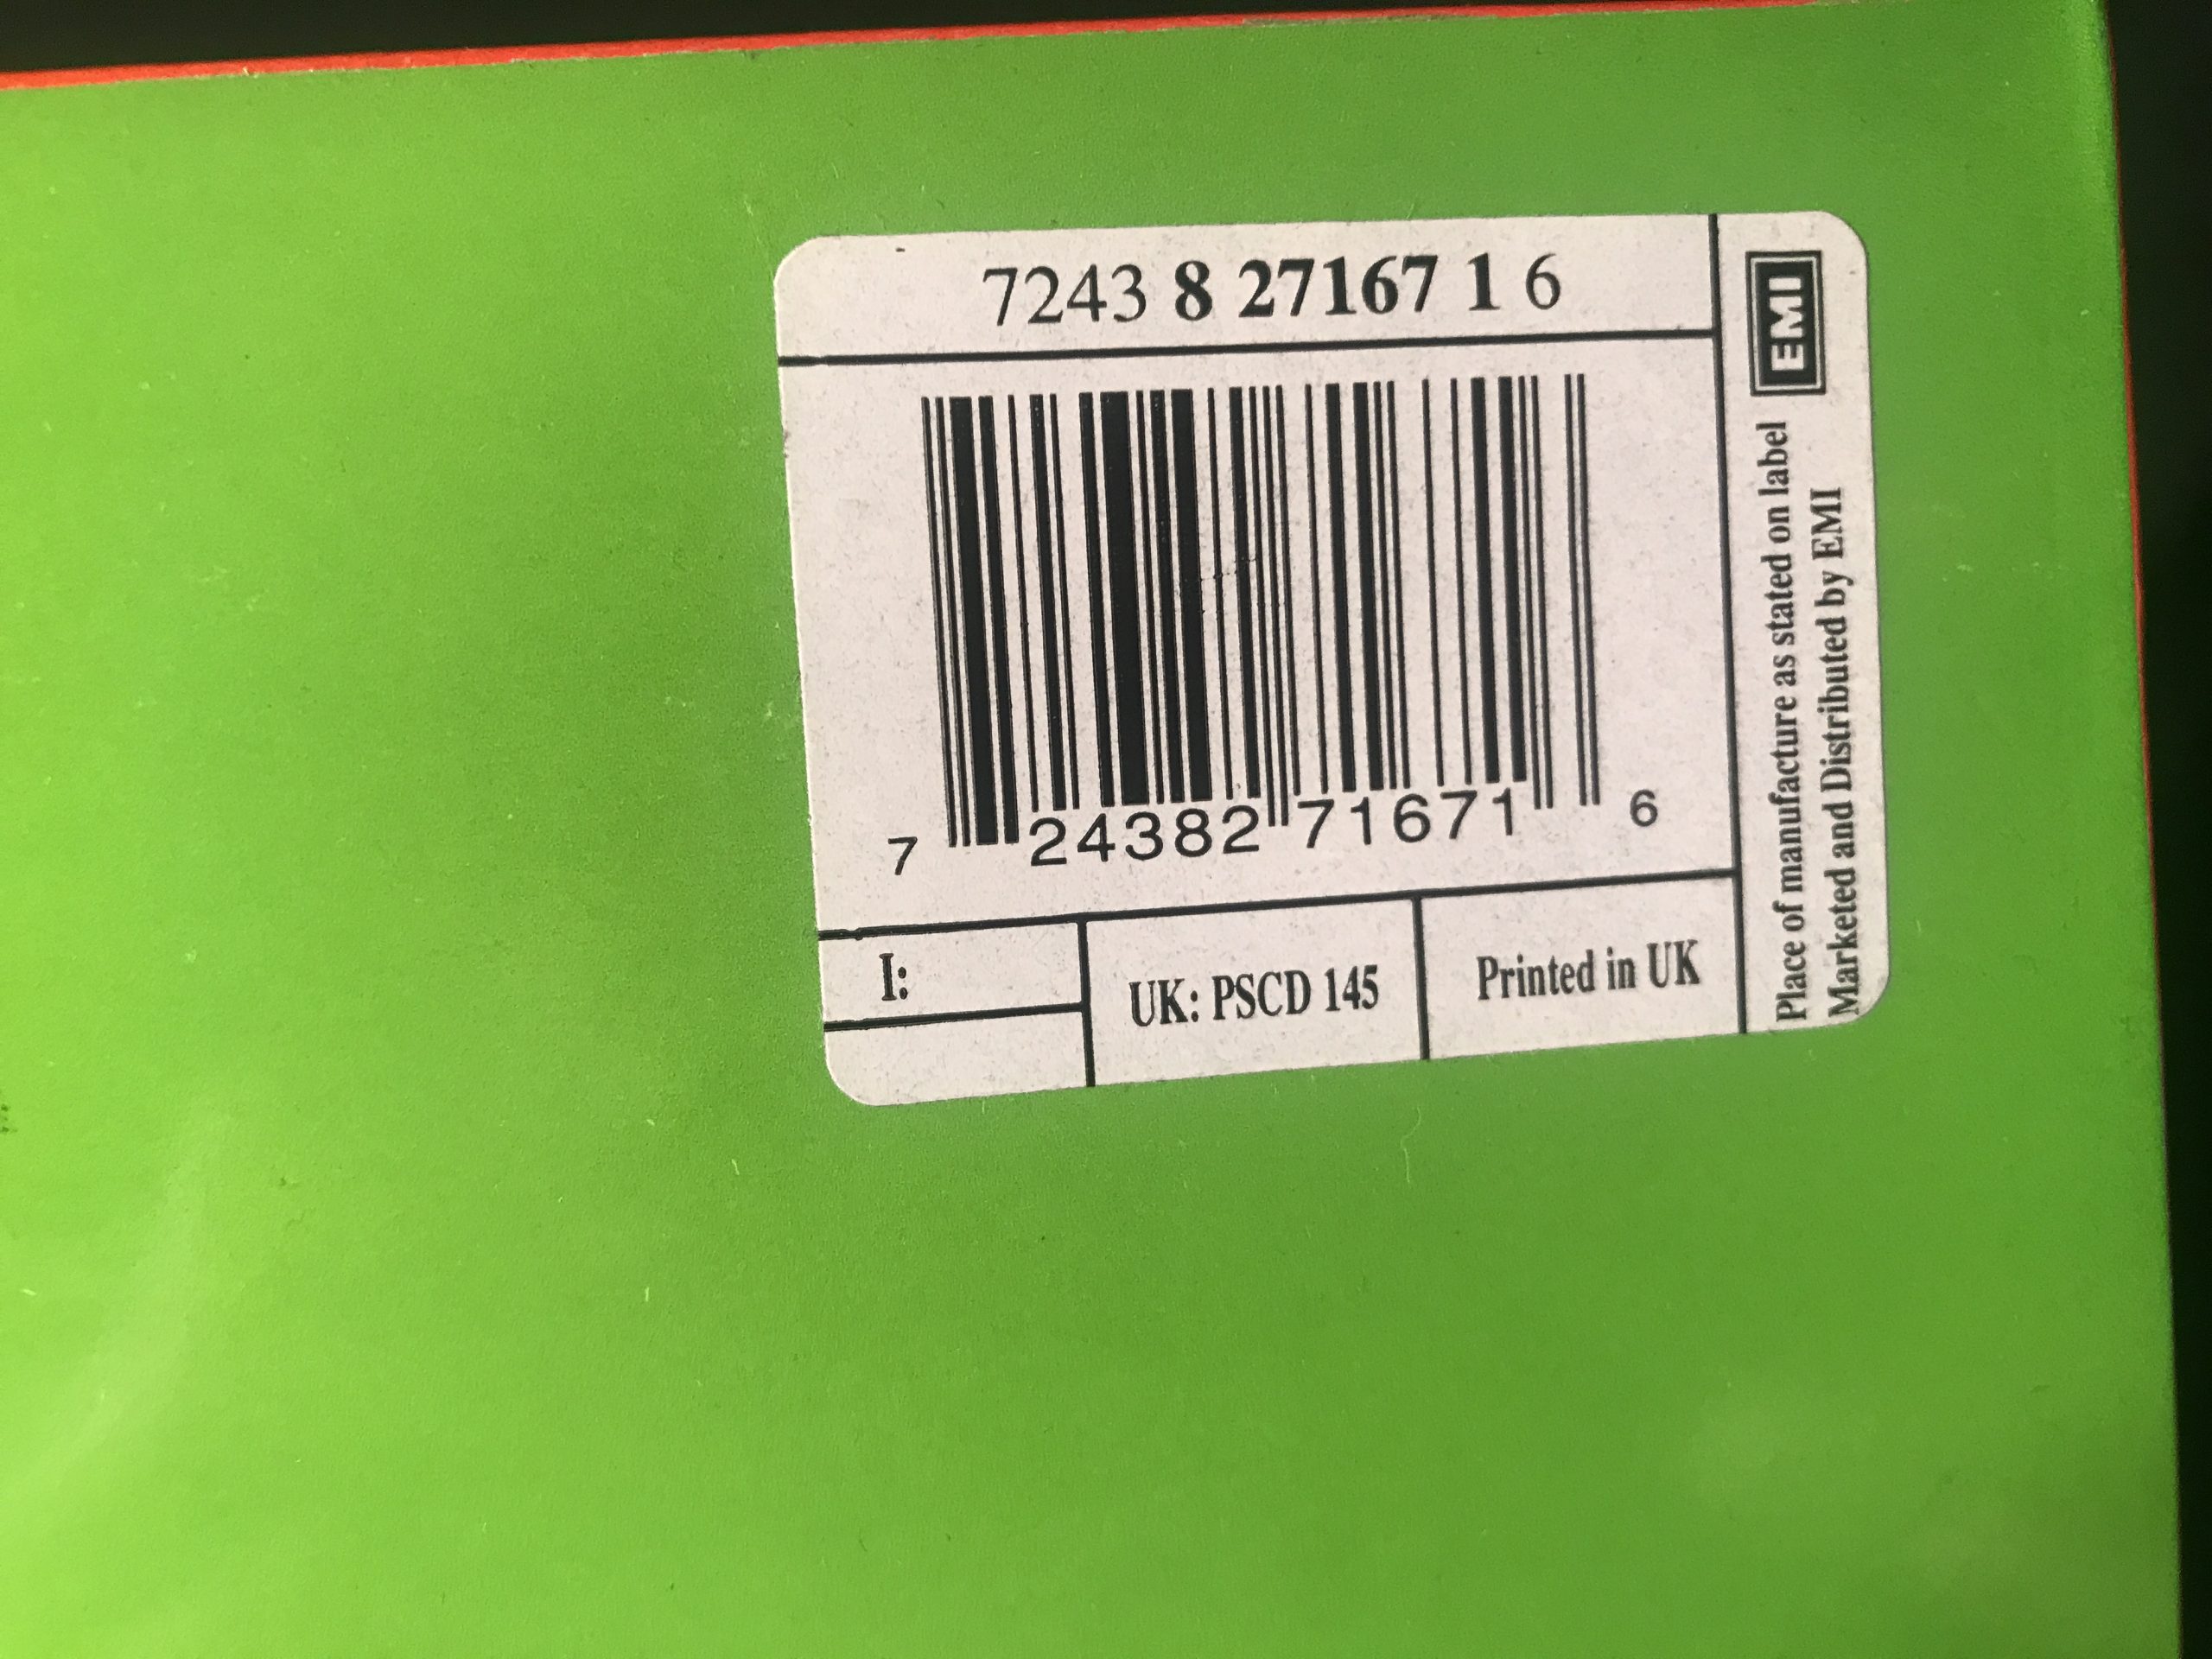 7243 8 27167 1 6
7 24382 71671 6
I:
UK: PSCD 145
Printed in UK
EMI
Place of manufacture as stated on label
Marketed and Distributed by EMI